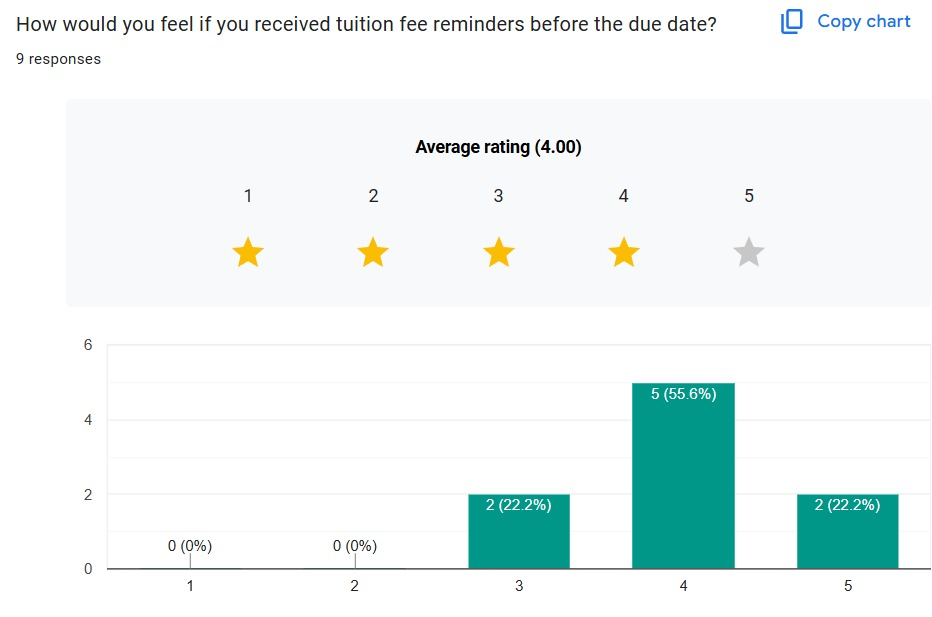 How would you feel if you received tuition fee reminders before the due date?
Copy chart
9 responses
Average rating (4.00)
1 2 3 4 5
6
4
2
0
0 (0%) 0 (0%) 2 (22.2%) 5 (55.6%) 2 (22.2%)
1 2 3 4 5